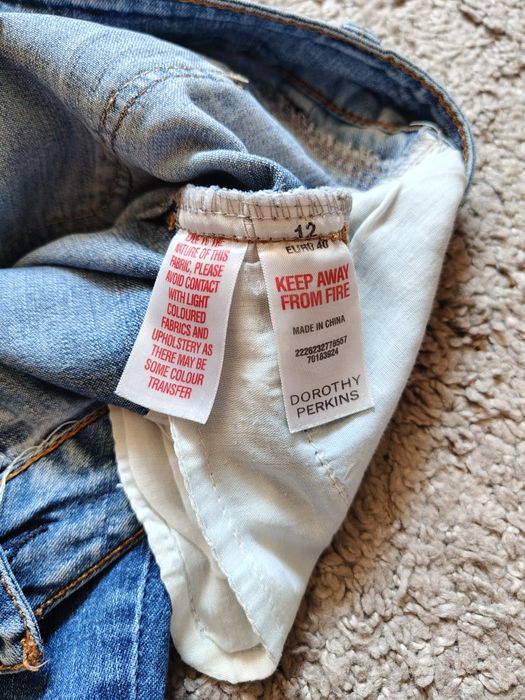 DUE TO THE
NATURE OF THIS
FABRIC, PLEASE
AVOID CONTACT
WITH LIGHT
COLOURED
FABRICS AND
UPHOLSTERY AS
THERE MAY BE
SOME COLOUR
TRANSFER
12
EURO 40
KEEP AWAY
FROM FIRE
MADE IN CHINA
2226232778557
70183924
DOROTHY
PERKINS